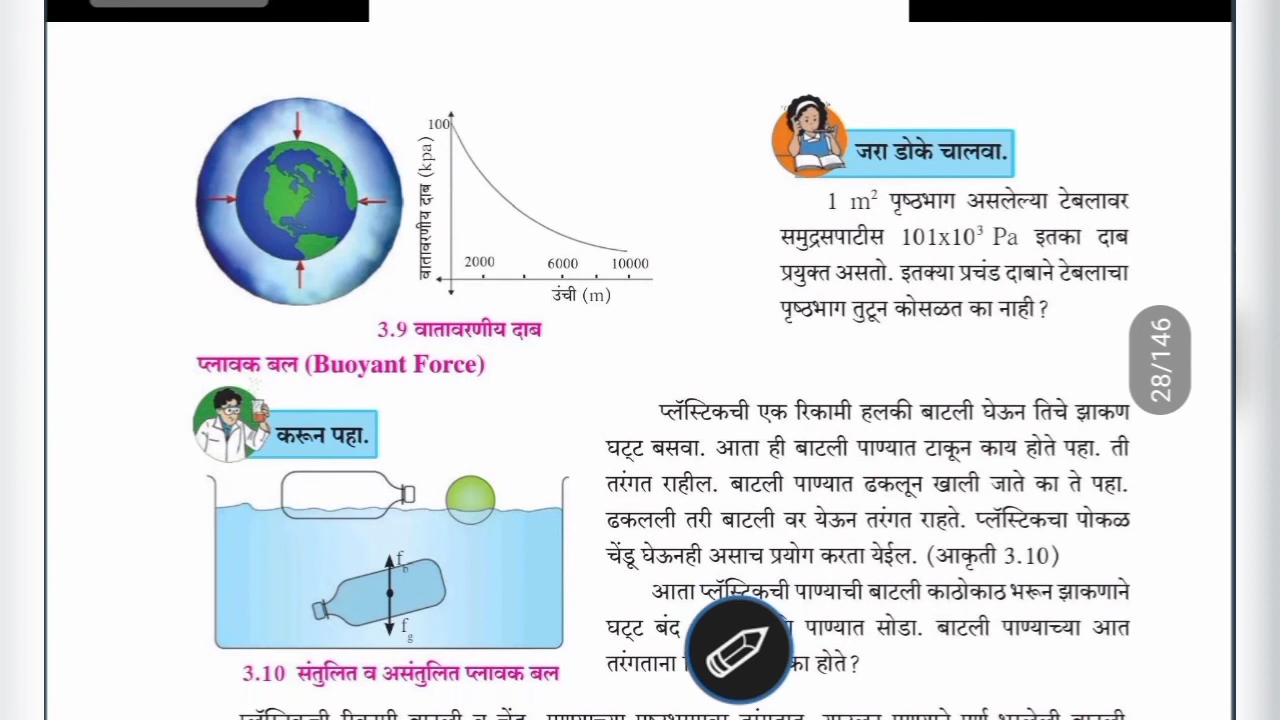 100
वातावरणीय दाब (kpa)
2000
6000
10000
उंची (m)
3.9 वातावरणीय दाब
जरा डोके चालवा.
1 m² पृष्ठभाग असलेल्या टेबलावर
समुद्रसपाटीस 101x10³ Pa इतका दाब
प्रयुक्त असतो. इतक्या प्रचंड दाबाने टेबलाचा
पृष्ठभाग तुटून कोसळत का नाही?
28/146
प्लावक बल (Buoyant Force)
करून पहा.
f
fg
3.10 संतुलित व असंतुलित प्लावक बल
प्लॅस्टिकची एक रिकामी हलकी बाटली घेऊन तिचे झाकण
घट्ट बसवा. आता ही बाटली पाण्यात टाकून काय होते पहा. ती
तरंगत राहील. बाटली पाण्यात ढकलून खाली जाते का ते पहा.
ढकलली तरी बाटली वर येऊन तरंगत राहते. प्लॅस्टिकचा पोकळ
चेंडू घेऊनही असाच प्रयोग करता येईल. (आकृती 3.10)
आता प्लॅस्टिकची पाण्याची बाटली काठोकाठ भरून झाकणाने
घट्ट बंद पाण्यात सोडा. बाटली पाण्याच्या आत
तरंगताना का होते?